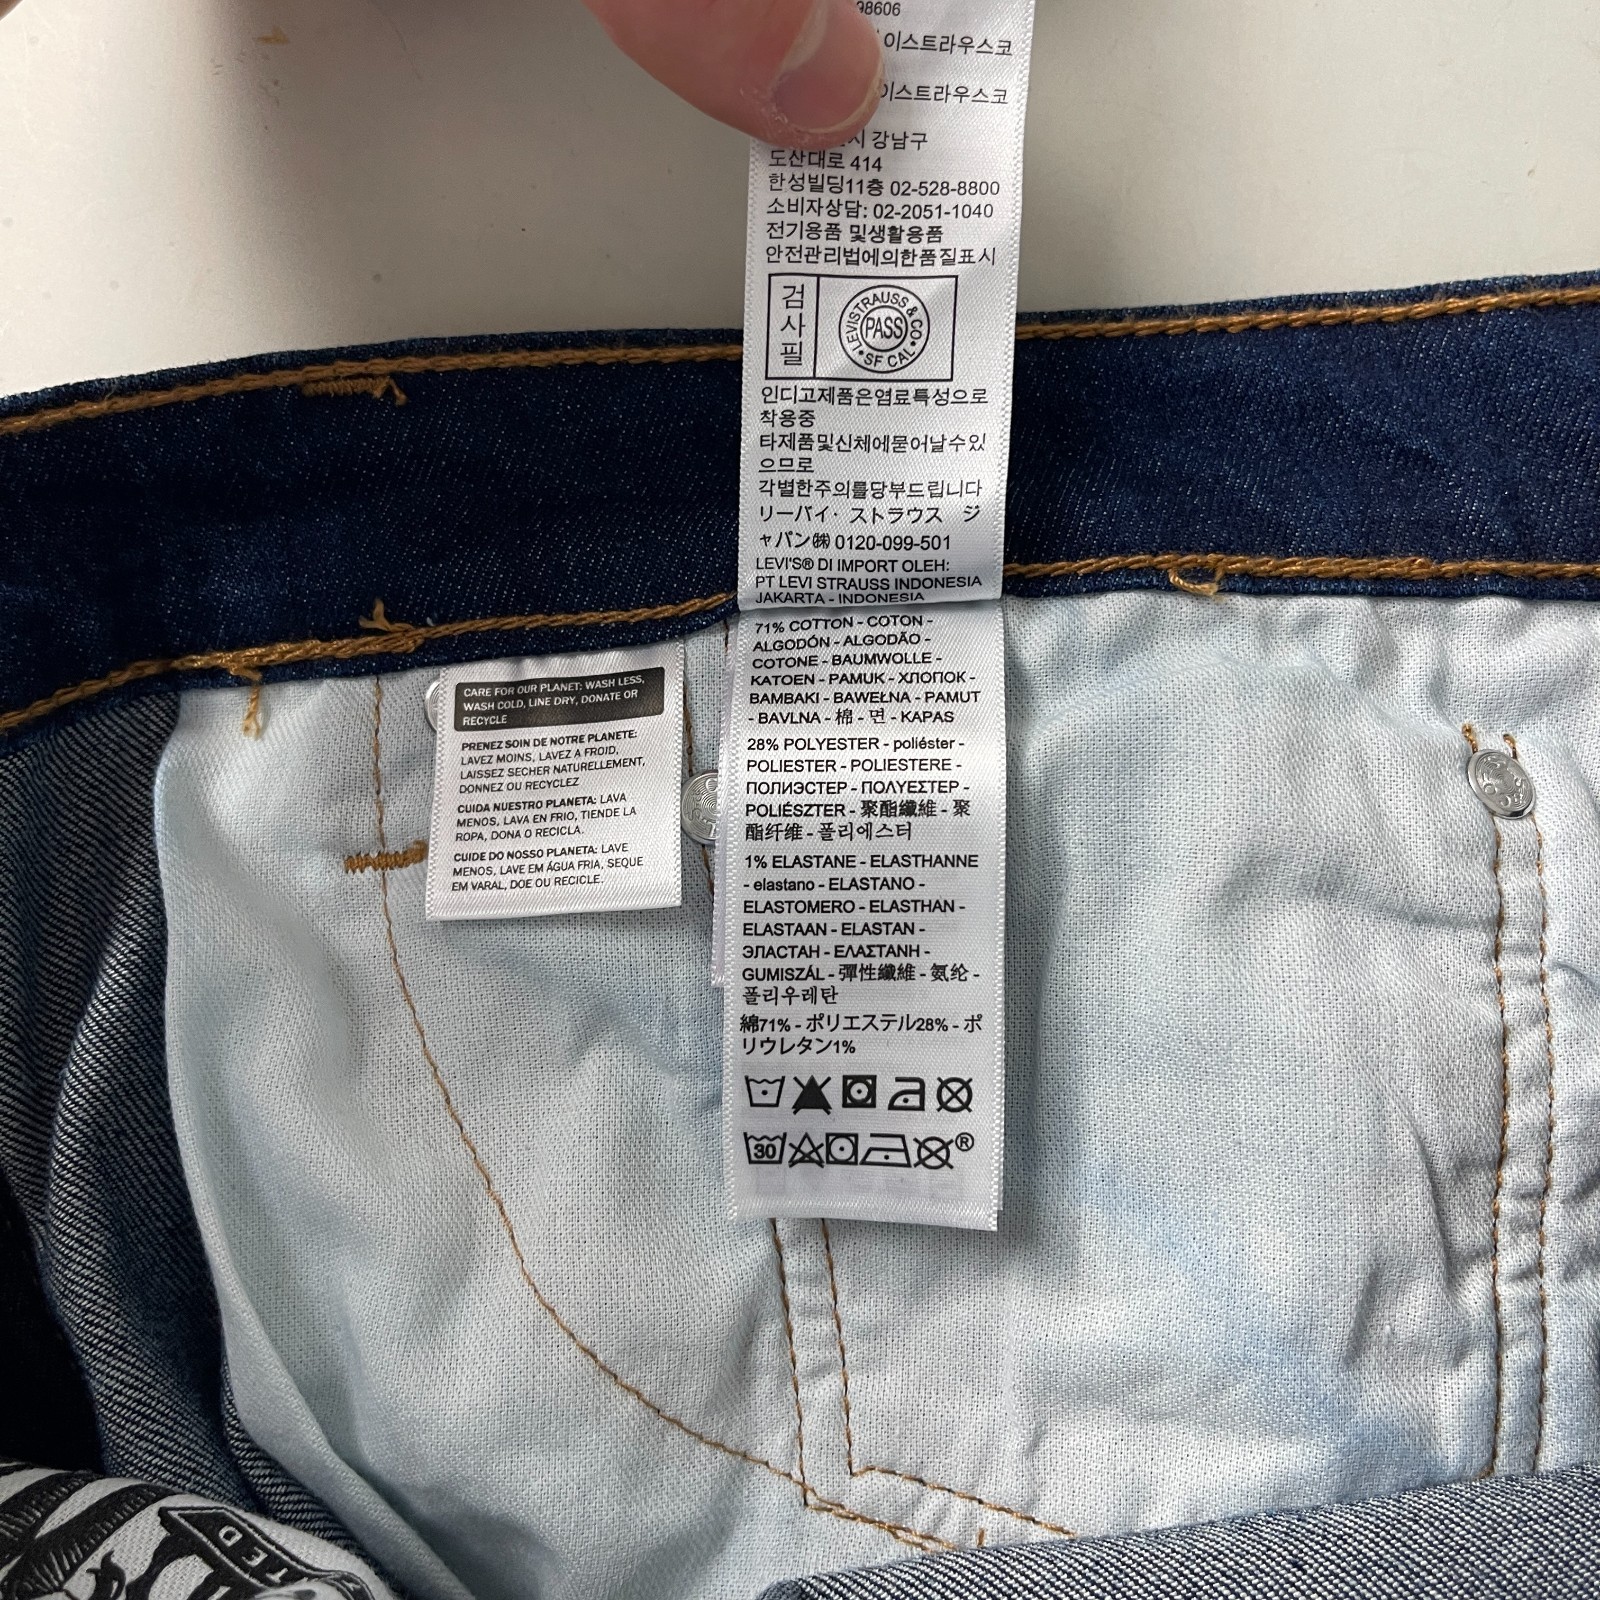 98606
이스트라우스코
이스트라우스코
시 강남구
도산대로 414
한성빌딩11층 02-528-8800
소비자상담: 02-2051-1040
전기용품 및생활용품
안전관리법에의한품질표시
검
사
필
LEVI STRAUSS & CO
PASS
SF CAL
인디고제품은염료특성으로
착용중
타제품및신체에묻어날수있
으므로
각별한주의를당부드립니다
リーバイ・ストラウス ジ
ャパン㈱ 0120-099-501
LEVI'S® DI IMPORT OLEH:
PT LEVI STRAUSS INDONESIA
JAKARTA - INDONESIA
71% COTTON - COTON -
ALGODÓN - ALGODÃO -
COTONE - BAUMWOLLE -
KATOEN - PAMUK - ХЛОПОК -
BAMBAKI - BAWEŁNA - PAMUT
- BAVLNA - 棉 - 면 - KAPAS
28% POLYESTER - poliéster -
POLIESTER - POLIESTERE -
ПОЛИЭСТЕР - ΠΟΛΥΕΣΤΕΡ -
POLIÉSZTER - 聚酯纖維 - 聚
酯纤维 - 폴리에스터
1% ELASTANE - ELASTHANNE
- elastano - ELASTANO -
ELASTOMERO - ELASTHAN -
ELASTAAN - ELASTAN -
ЭЛАСТАН - ΕΛΑΣΤΑΝΗ -
GUMISZÁL - 彈性纖維 - 氨纶 -
폴리우레탄
綿71% - ポリエステル28% - ポ
リウレタン1%
30
®
CARE FOR OUR PLANET: WASH LESS,
WASH COLD, LINE DRY, DONATE OR
RECYCLE
PRENEZ SOIN DE NOTRE PLANETE:
LAVEZ MOINS, LAVEZ A FROID,
LAISSEZ SECHER NATURELLEMENT,
DONNEZ OU RECYCLEZ
CUIDA NUESTRO PLANETA: LAVA
MENOS, LAVA EN FRIO, TIENDE LA
ROPA, DONA O RECICLA.
CUIDE DO NOSSO PLANETA: LAVE
MENOS, LAVE EM ÁGUA FRIA, SEQUE
EM VARAL, DOE OU RECICLE.
TED